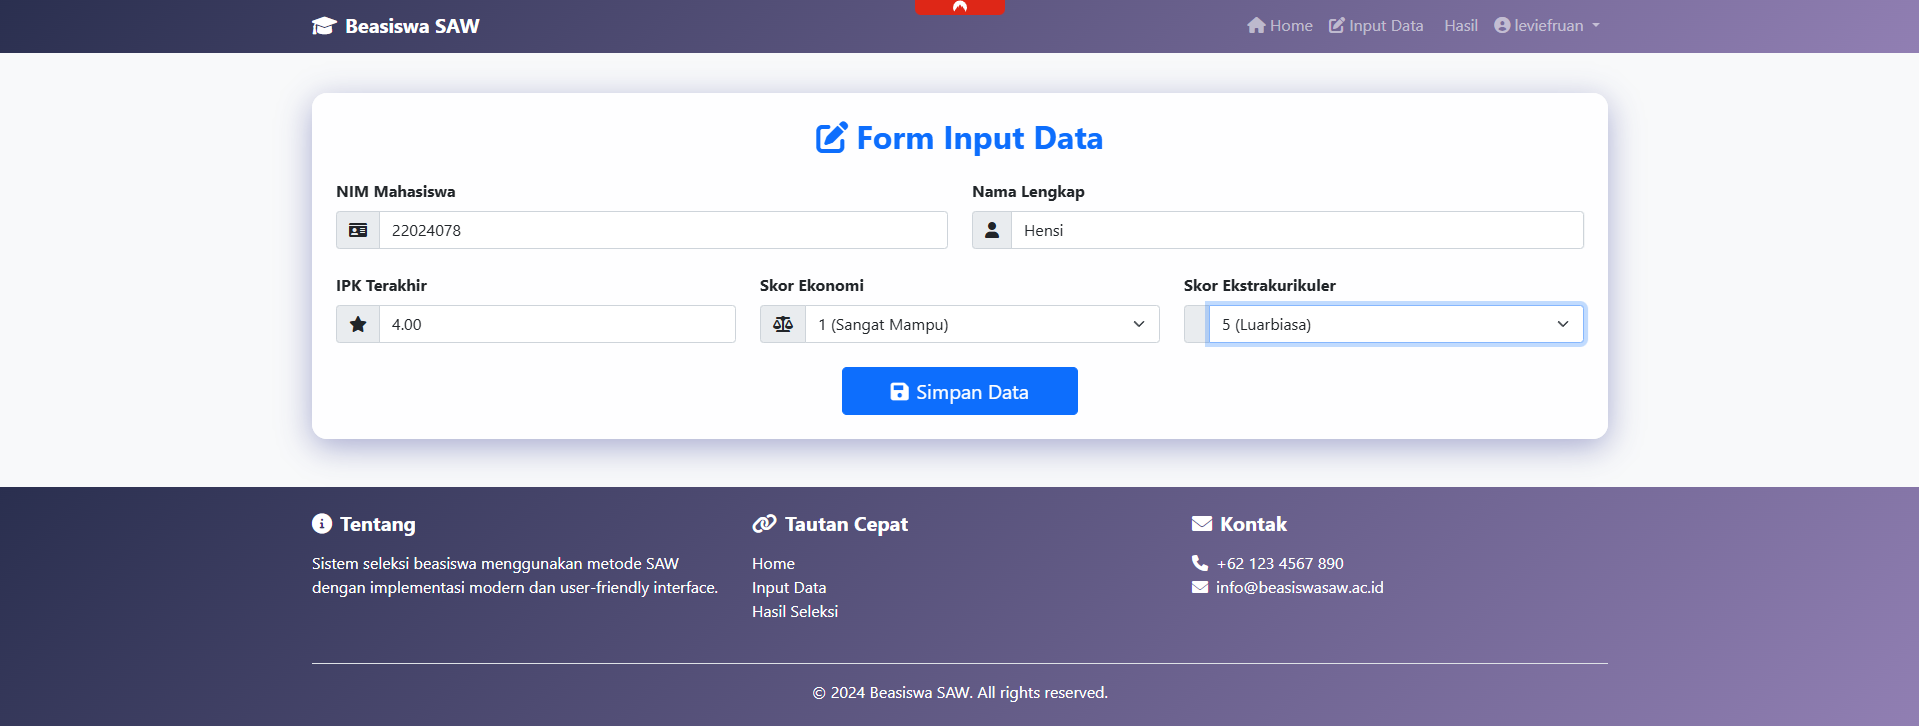 Beasiswa SAW
Home Input Data Hasil leviefruan
Form Input Data
NIM Mahasiswa
22024078
Nama Lengkap
Hensi
IPK Terakhir
4.00
Skor Ekonomi
1 (Sangat Mampu)
Skor Ekstrakurikuler
5 (Luarbiasa)
Simpan Data
Tentang
Sistem seleksi beasiswa menggunakan metode SAW
dengan implementasi modern dan user-friendly interface.
Tautan Cepat
Home
Input Data
Hasil Seleksi
Kontak
+62 123 4567 890
info@beasiswasaw.ac.id
© 2024 Beasiswa SAW. All rights reserved.